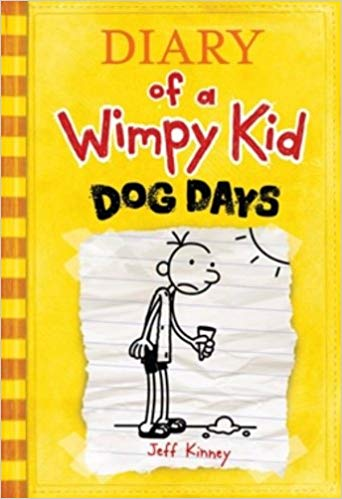 DIARY
of a
Wimpy Kid
DOG DAYS
Jeff Kinney